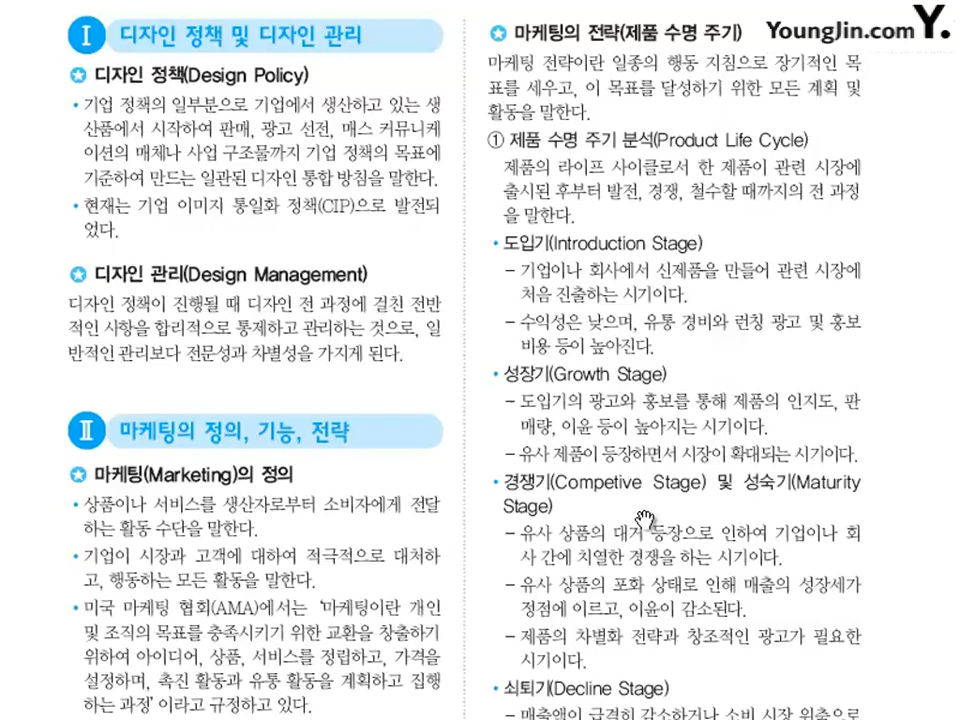 Ⅰ 디자인 정책 및 디자인 관리
디자인 정책(Design Policy)
• 기업 정책의 일부분으로 기업에서 생산하고 있는 생
산품에서 시작하여 판매, 광고 선전, 매스 커뮤니케
이션의 매체나 사업 구조물까지 기업 정책의 목표에
기준하여 만드는 일관된 디자인 통합 방침을 말한다.
• 현재는 기업 이미지 통일화 정책(CIP)으로 발전되
었다.
디자인 관리(Design Management)
디자인 정책이 진행될 때 디자인 전 과정에 걸친 전반
적인 사항을 합리적으로 통제하고 관리하는 것으로, 일
반적인 관리보다 전문성과 차별성을 가지게 된다.
Ⅱ 마케팅의 정의, 기능, 전략
마케팅(Marketing)의 정의
• 상품이나 서비스를 생산자로부터 소비자에게 전달
하는 활동 수단을 말한다.
• 기업이 시장과 고객에 대하여 적극적으로 대처하
고, 행동하는 모든 활동을 말한다.
• 미국 마케팅 협회(AMA)에서는 '마케팅이란 개인
및 조직의 목표를 충족시키기 위한 교환을 창출하기
위하여 아이디어, 상품, 서비스를 정립하고, 가격을
설정하며, 촉진 활동과 유통 활동을 계획하고 집행
하는 과정'이라고 규정하고 있다.
YoungJin.com Y.
마케팅의 전략(제품 수명 주기)
마케팅 전략이란 일종의 행동 지침으로 장기적인 목
표를 세우고, 이 목표를 달성하기 위한 모든 계획 및
활동을 말한다.
① 제품 수명 주기 분석(Product Life Cycle)
제품의 라이프 사이클로서 한 제품이 관련 시장에
출시된 후부터 발전, 경쟁, 철수할 때까지의 전 과정
을 말한다.
• 도입기(Introduction Stage)
– 기업이나 회사에서 신제품을 만들어 관련 시장에
처음 진출하는 시기이다.
– 수익성은 낮으며, 유통 경비와 런칭 광고 및 홍보
비용 등이 높아진다.
• 성장기(Growth Stage)
– 도입기의 광고와 홍보를 통해 제품의 인지도, 판
매량, 이윤 등이 높아지는 시기이다.
– 유사 제품이 등장하면서 시장이 확대되는 시기이다.
• 경쟁기(Competive Stage) 및 성숙기(Maturity
Stage)
– 유사 상품의 대거 등장으로 인하여 기업이나 회
사 간에 치열한 경쟁을 하는 시기이다.
– 유사 상품의 포화 상태로 인해 매출의 성장세가
정점에 이르고, 이윤이 감소된다.
– 제품의 차별화 전략과 창조적인 광고가 필요한
시기이다.
• 쇠퇴기(Decline Stage)
– 매출액이 급격히 감소하거나 소비 시장 위축으로